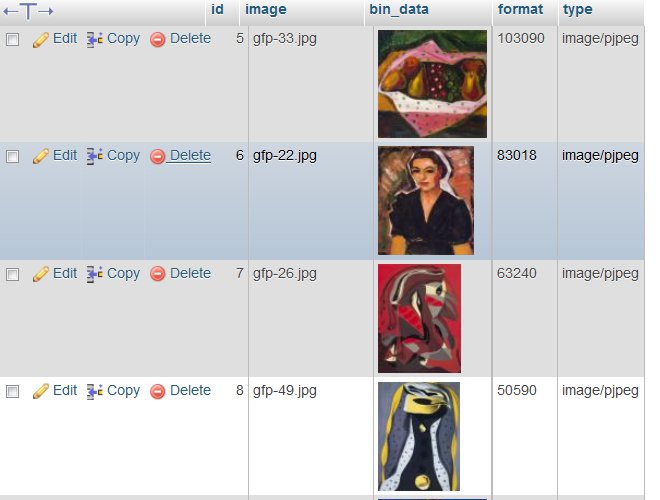 id image bin_data format type
Edit Copy Delete 5 gfp-33.jpg 103090 image/pjpeg
Edit Copy Delete 6 gfp-22.jpg 83018 image/pjpeg
Edit Copy Delete 7 gfp-26.jpg 63240 image/pjpeg
Edit Copy Delete 8 gfp-49.jpg 50590 image/pjpeg